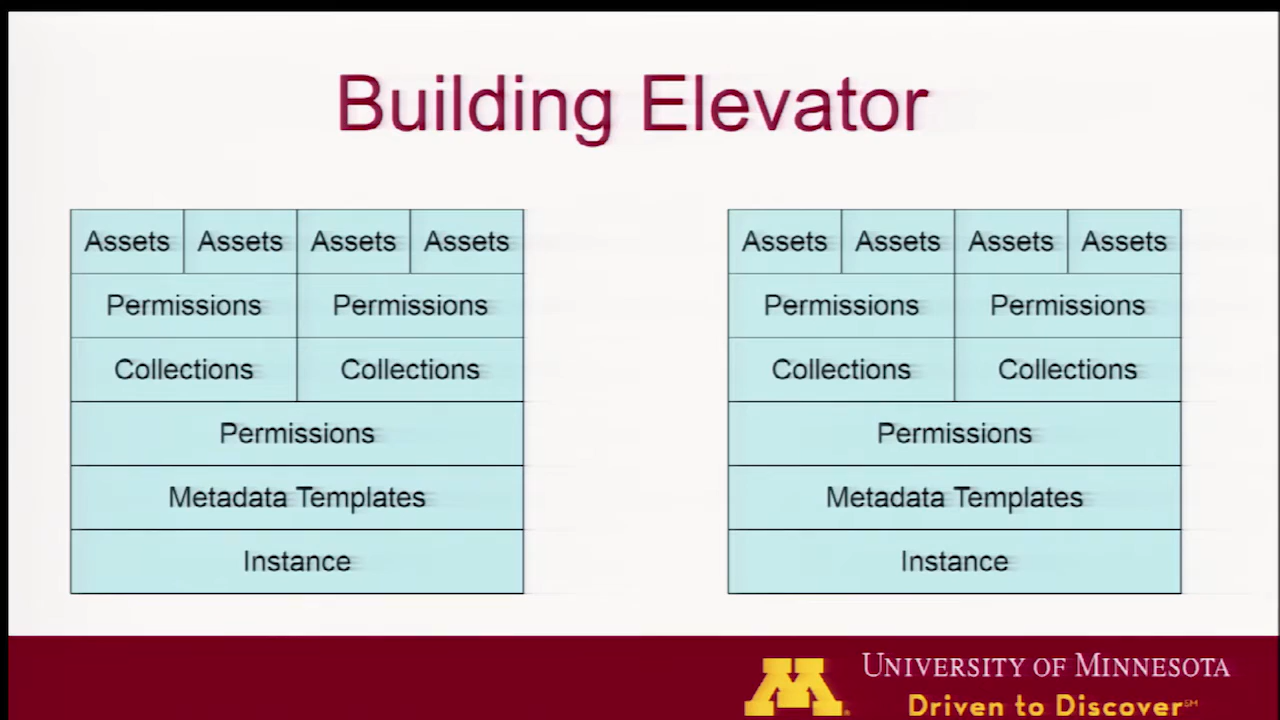 Building Elevator
Assets Assets Assets Assets
Permissions Permissions
Collections Collections
Permissions
Metadata Templates
Instance
Assets Assets Assets Assets
Permissions Permissions
Collections Collections
Permissions
Metadata Templates
Instance
UNIVERSITY OF MINNESOTA
Driven to Discover℠